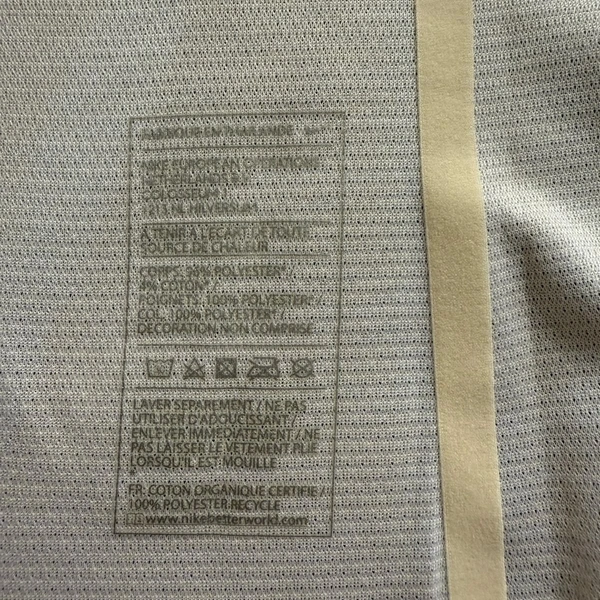 FABRIQUE EN THAILANDE
NIKE EUROPEAN OPERATIONS
COLOSSEUM 1
1213 NL HILVERSUM
A TENIR A L'ECART DE TOUTE
SOURCE DE CHALEUR
CORPS, 96% POLYESTER* /
4% COTON* /
POIGNETS, 100% POLYESTER* /
COL, 100% POLYESTER* /
DECORATION NON COMPRISE
LAVER SEPAREMENT / NE PAS
UTILISER D'ADOUCISSANT /
ENLEVER IMMEDIATEMENT / NE
PAS LAISSER LE VETEMENT PLIE
LORSQU'IL EST MOUILLE
*
FR: COTON ORGANIQUE CERTIFIE /
100% POLYESTER RECYCLE
www.nikebetterworld.com